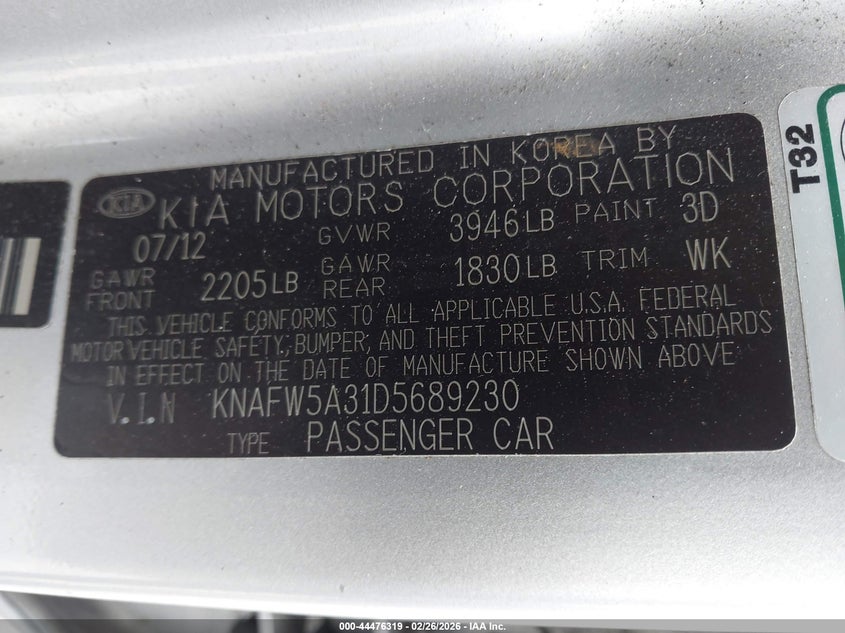 MANUFACTURED IN KOREA BY
KIA KIA MOTORS CORPORATION
07/12 GVWR 3946LB PAINT 3D
GAWR FRONT 2205LB GAWR REAR 1830LB TRIM WK
THIS VEHICLE CONFORMS TO ALL APPLICABLE U.S.A. FEDERAL
MOTOR VEHICLE SAFETY, BUMPER, AND THEFT PREVENTION STANDARDS
IN EFFECT ON THE DATE OF MANUFACTURE SHOWN ABOVE
V.I.N KNAFW5A31D5689230
TYPE PASSENGER CAR
T32
000-44476319 | 02/26/2026 - IAA Inc.